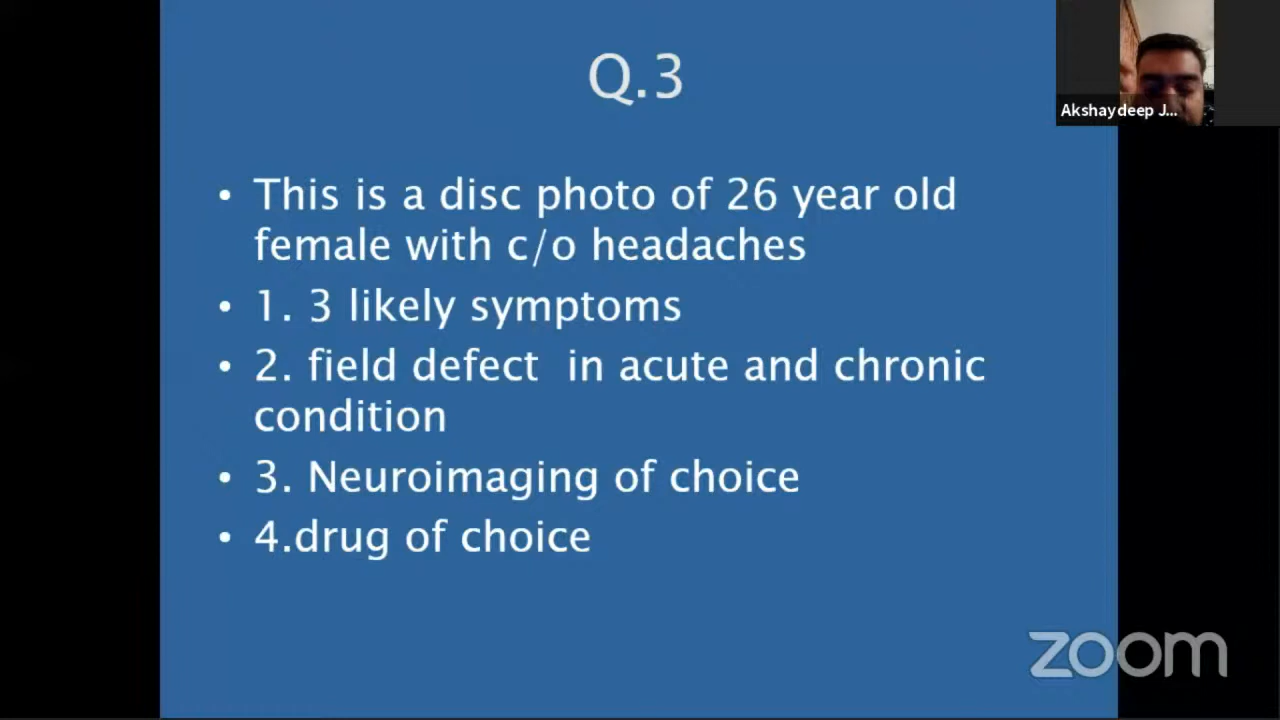 Q.3
Akshaydeep J...
• This is a disc photo of 26 year old
female with c/o headaches
• 1. 3 likely symptoms
• 2. field defect  in acute and chronic
condition
• 3. Neuroimaging of choice
• 4.drug of choice
zoom